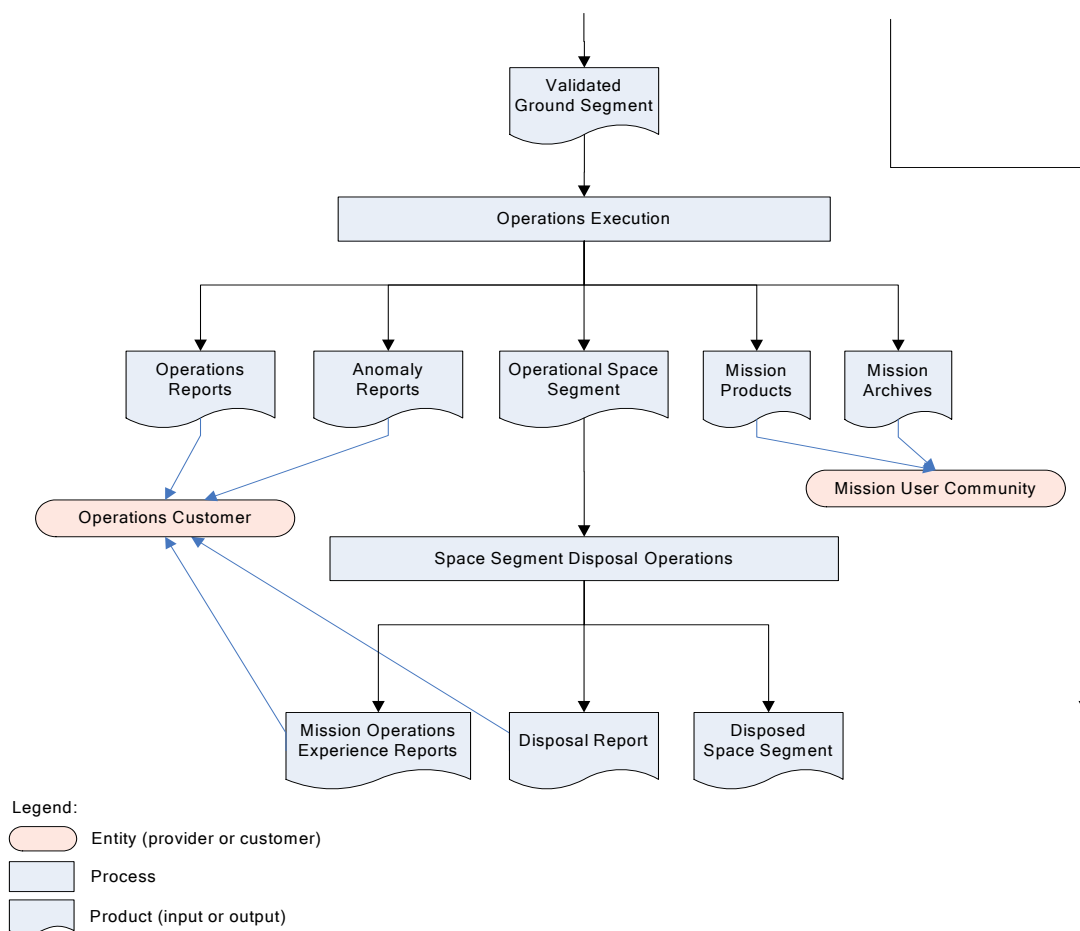 Validated
Ground Segment
Operations Execution
Operations
Reports
Anomaly
Reports
Operational Space
Segment
Mission
Products
Mission
Archives
Mission User Community
Operations Customer
Space Segment Disposal Operations
Mission Operations
Experience Reports
Disposal Report
Disposed
Space Segment
Legend:
Entity (provider or customer)
Process
Product (input or output)